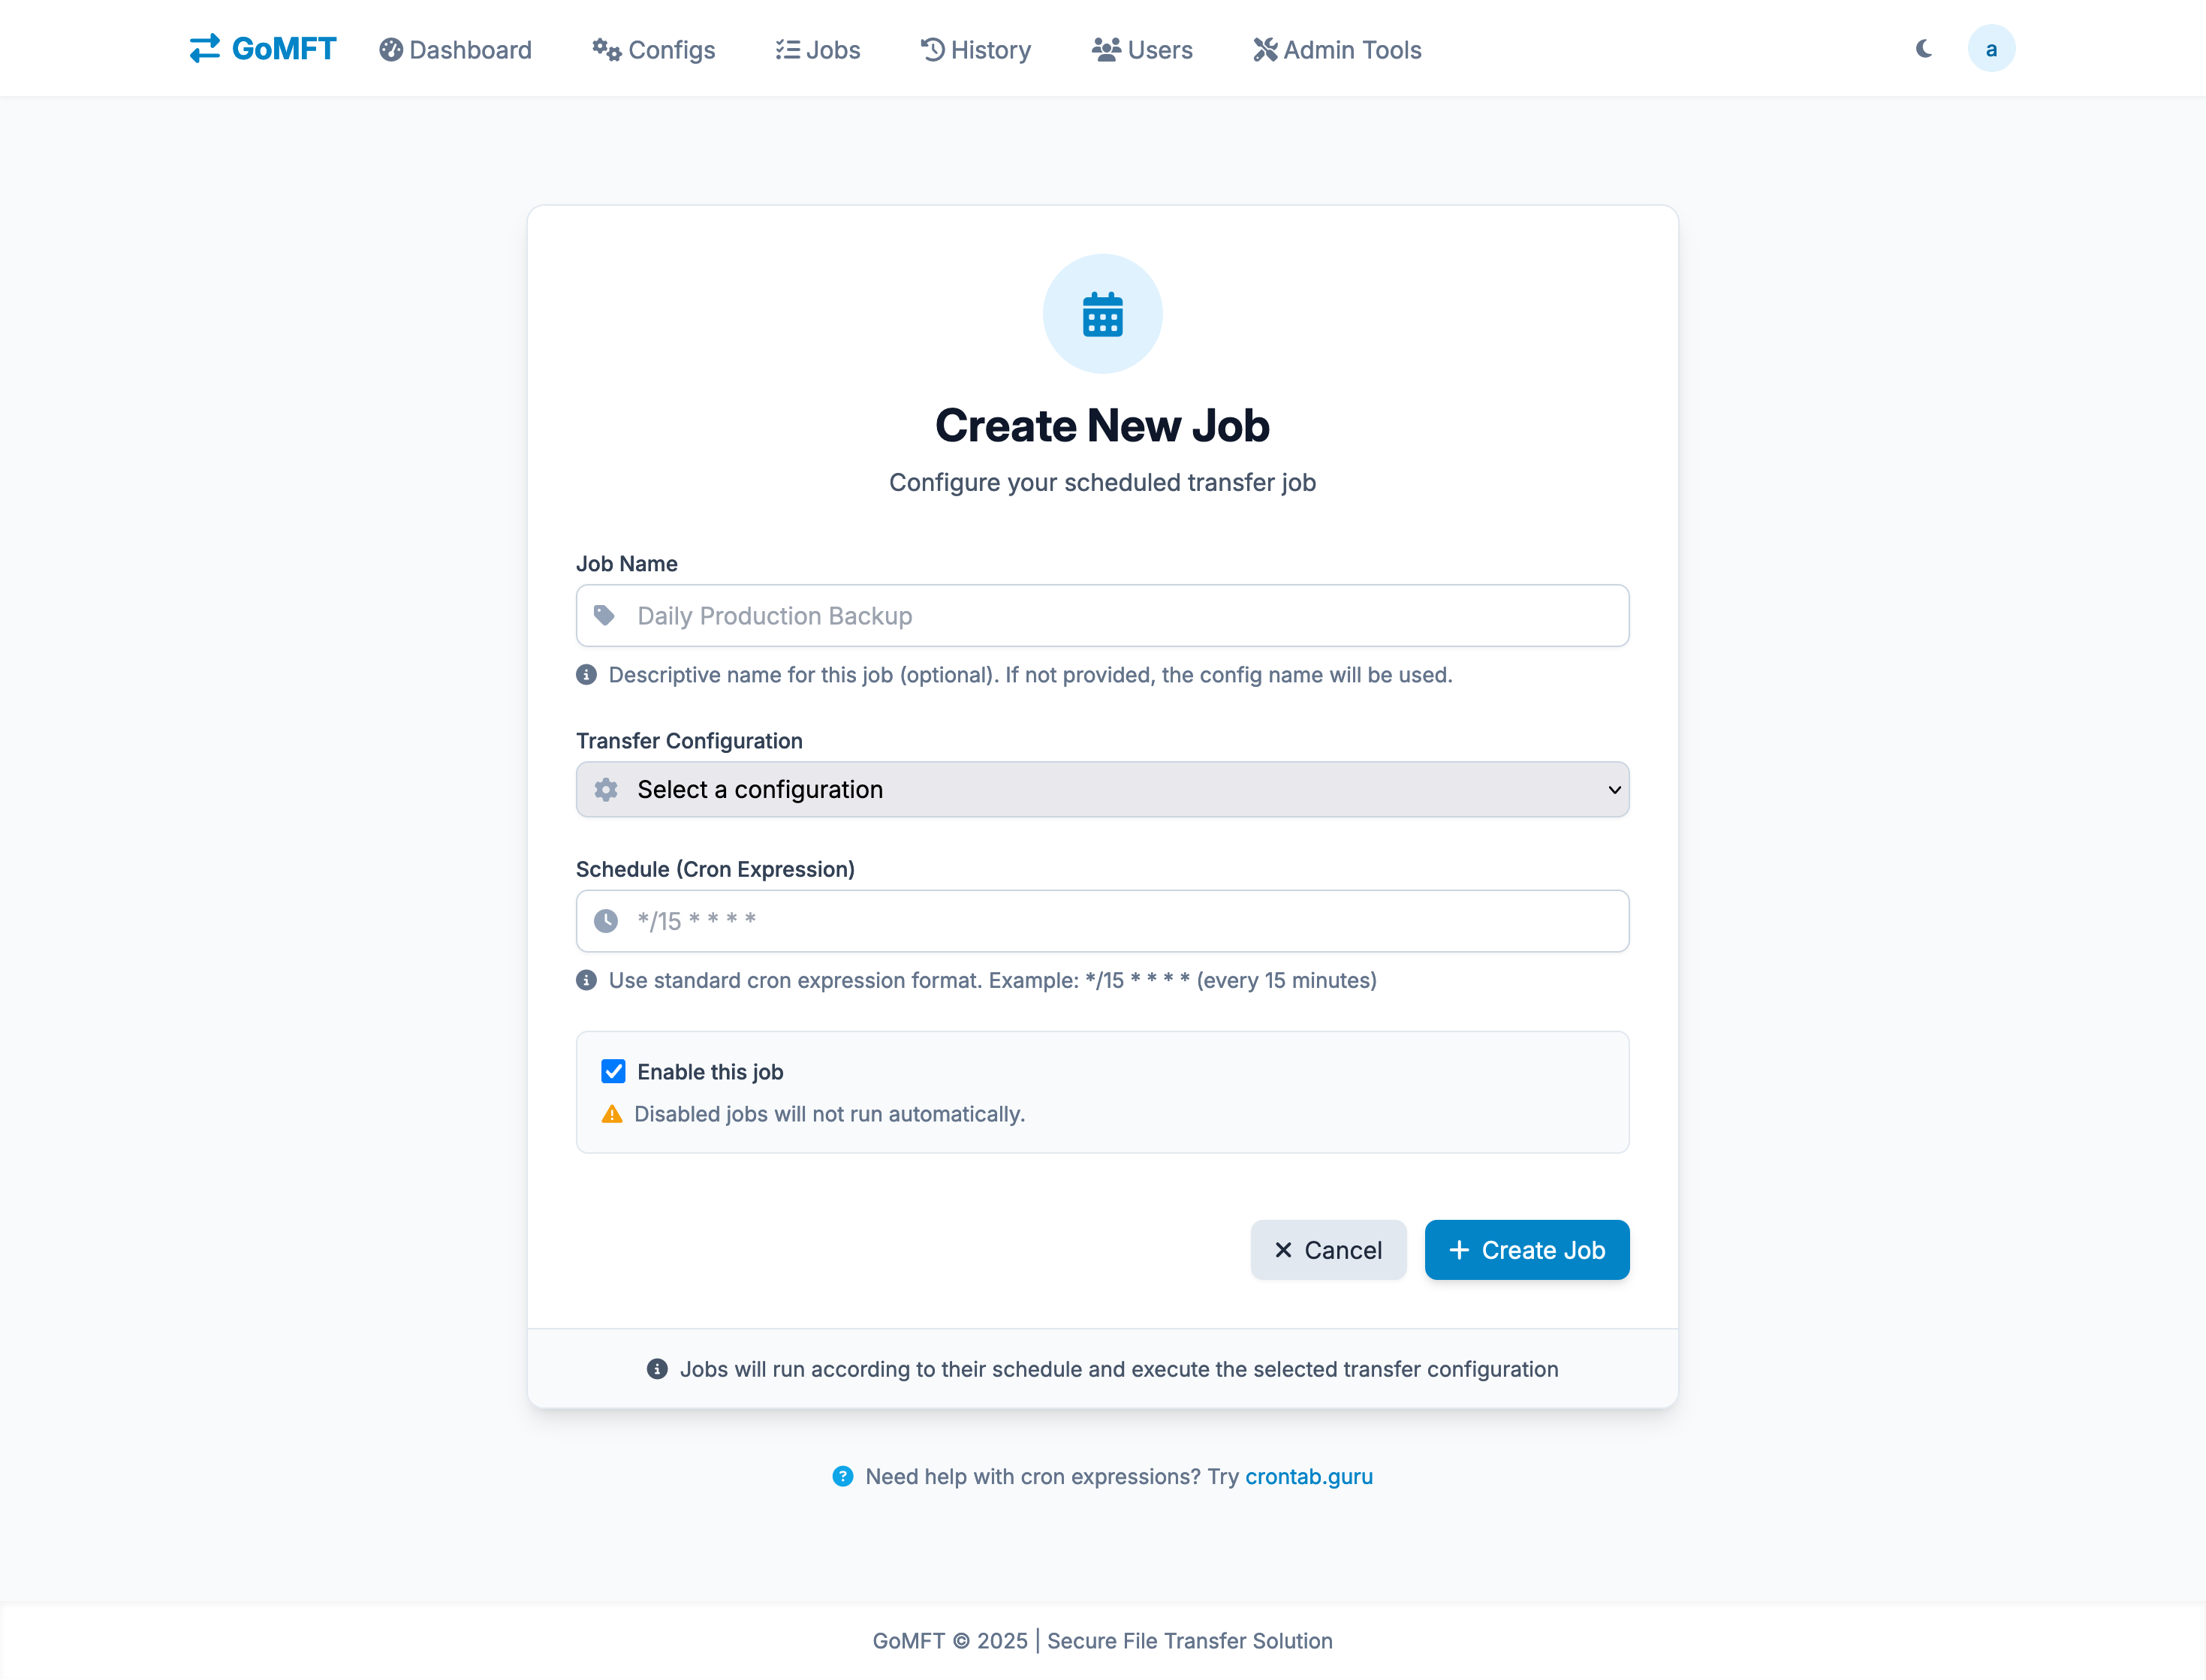 GoMFT Dashboard Configs Jobs History Users Admin Tools a
Create New Job
Configure your scheduled transfer job
Job Name
Daily Production Backup
Descriptive name for this job (optional). If not provided, the config name will be used.
Transfer Configuration
Select a configuration
Schedule (Cron Expression)
*/15 * * * *
Use standard cron expression format. Example: */15 * * * * (every 15 minutes)
Enable this job
Disabled jobs will not run automatically.
Cancel Create Job
Jobs will run according to their schedule and execute the selected transfer configuration
Need help with cron expressions? Try crontab.guru
GoMFT © 2025 | Secure File Transfer Solution